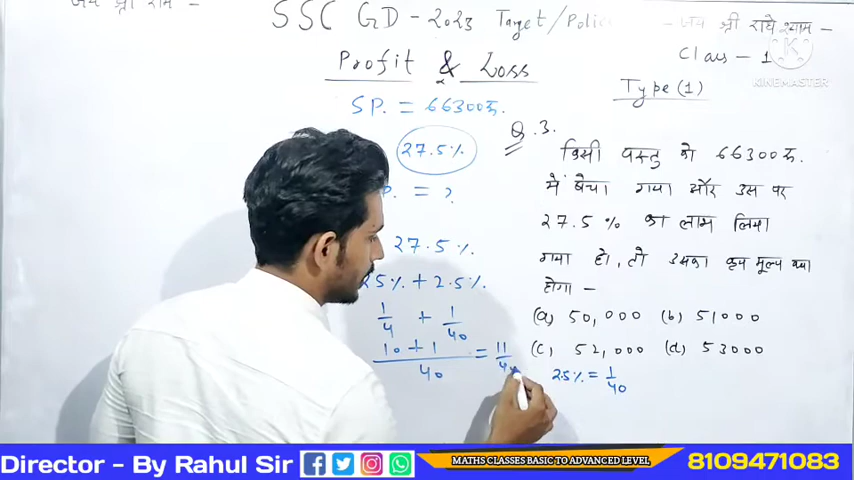 जय श्री राम -
SSC GD - 2023 Target/Police
- जय श्री राधे श्याम -
Class - 1
KINEMASTER
Profit & Loss
Type (1)
SP. = 66300रु.
27.5%
P. = ?
27.5%.
25% + 2.5%.
1/4 + 1/40
10 + 1/40 = 11/40
Q.3.
किसी वस्तु को 66300रु.
में बेचा गया और उस पर
27.5% का लाभ लिया
गया हो, तो उसका क्रय मूल्य क्या
होगा -
(a) 50,000 (b) 51000
(c) 52,000 (d) 53000
2.5% = 1/40
Director - By Rahul Sir
MATHS CLASSES BASIC TO ADVANCED LEVEL
8109471083